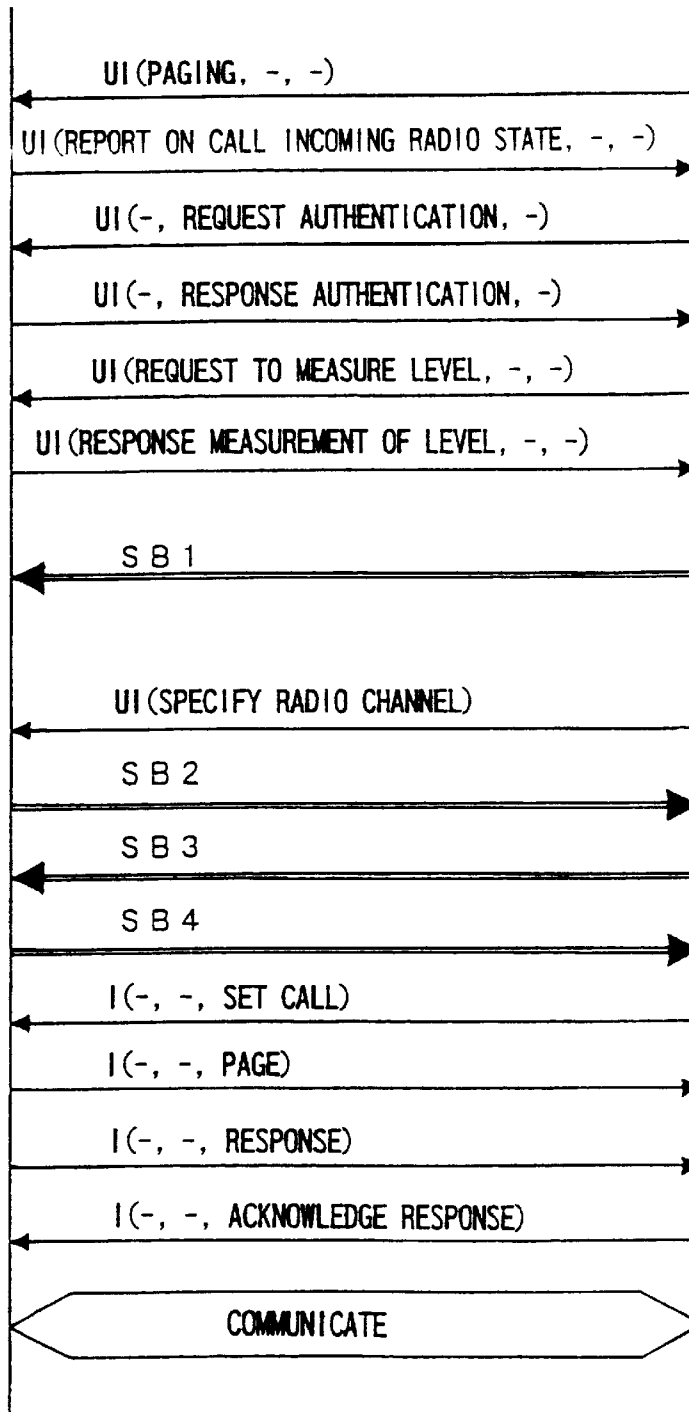 UI(PAGING, -, -)
UI(REPORT ON CALL INCOMING RADIO STATE, -, -)
UI(-, REQUEST AUTHENTICATION, -)
UI(-, RESPONSE AUTHENTICATION, -)
UI(REQUEST TO MEASURE LEVEL, -, -)
UI(RESPONSE MEASUREMENT OF LEVEL, -, -)
SB1
UI(SPECIFY RADIO CHANNEL)
SB2
SB3
SB4
I(-, -, SET CALL)
I(-, -, PAGE)
I(-, -, RESPONSE)
I(-, -, ACKNOWLEDGE RESPONSE)
COMMUNICATE